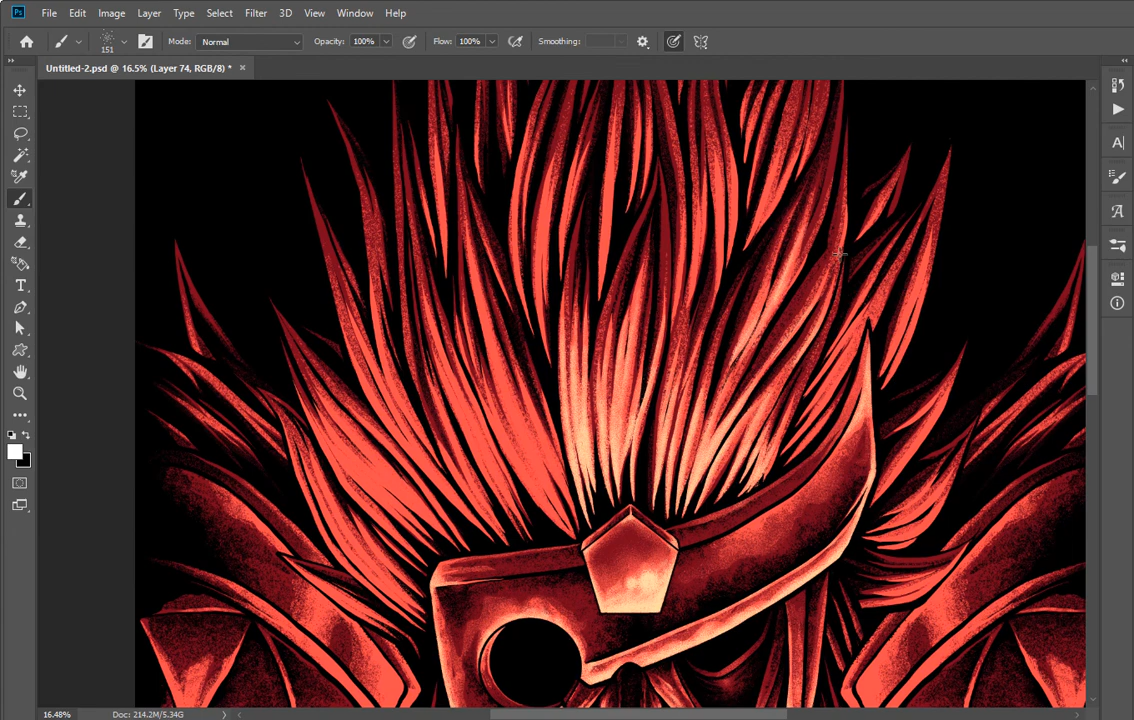 Ps File Edit Image Layer Type Select Filter 3D View Window Help
151 Mode: Normal Opacity: 100% Flow: 100% Smoothing:
Untitled-2.psd @ 16.5% (Layer 74, RGB/8) * ×
16.48% Doc: 214.2M/5.34G